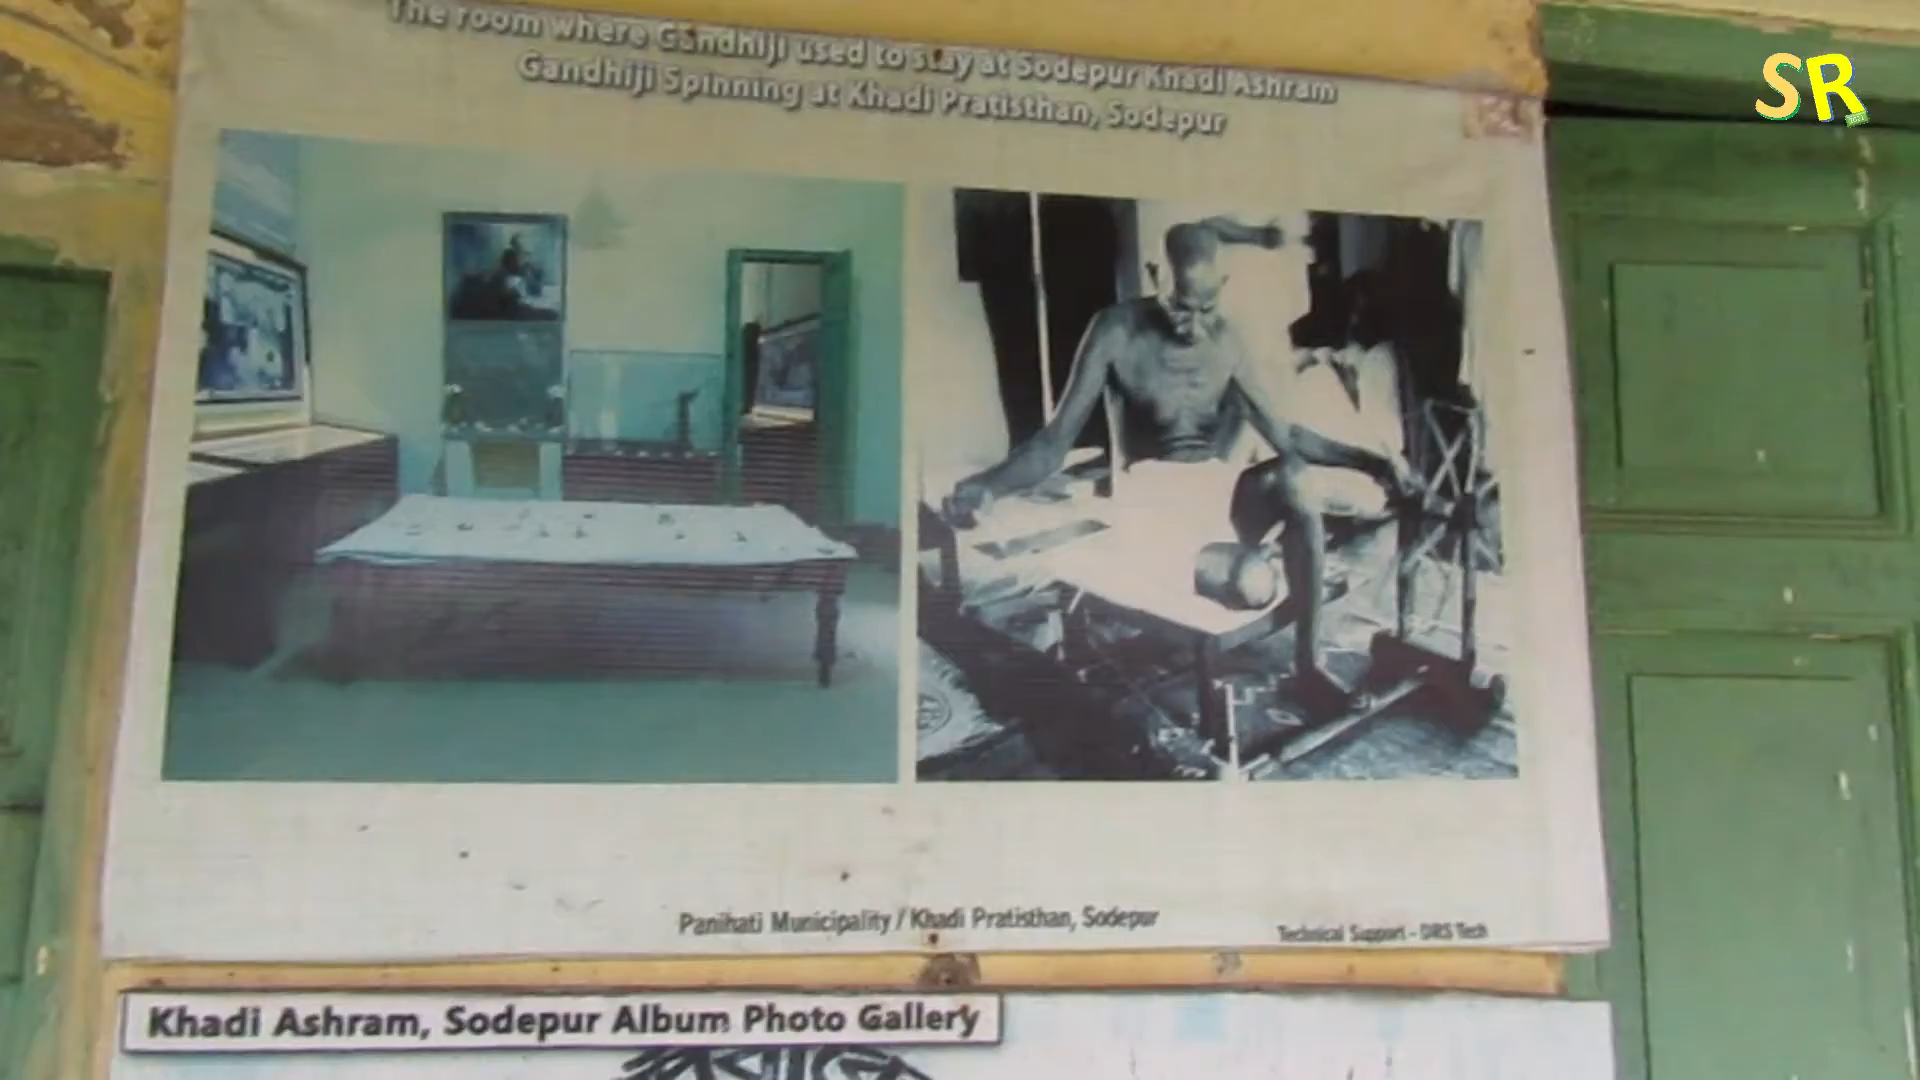 The room where Gandhiji used to stay at Sodepur Khadi Ashram
Gandhiji Spinning at Khadi Pratisthan, Sodepur
SR
Panihati Municipality / Khadi Pratisthan, Sodepur
Technical Support - DRS Tech
Khadi Ashram, Sodepur Album Photo Gallery